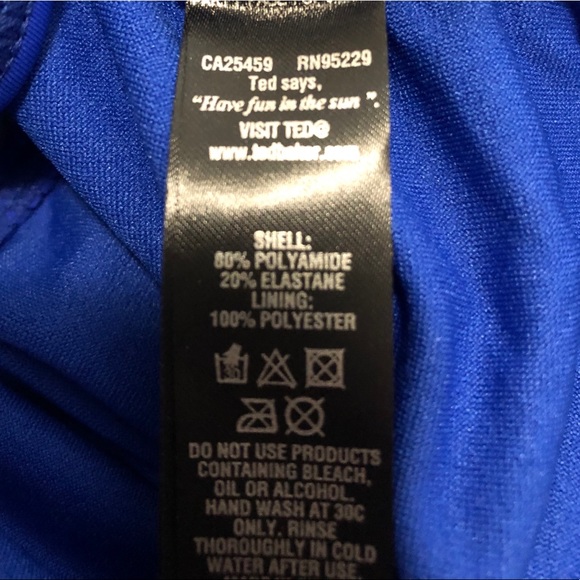 CA25459 RN95229
Ted says,
"Have fun in the sun".
VISIT TED@
www.tedbaker.com
SHELL:
80% POLYAMIDE
20% ELASTANE
LINING:
100% POLYESTER
DO NOT USE PRODUCTS
CONTAINING BLEACH,
OIL OR ALCOHOL.
HAND WASH AT 30C
ONLY. RINSE
THOROUGHLY IN COLD
WATER AFTER USE.